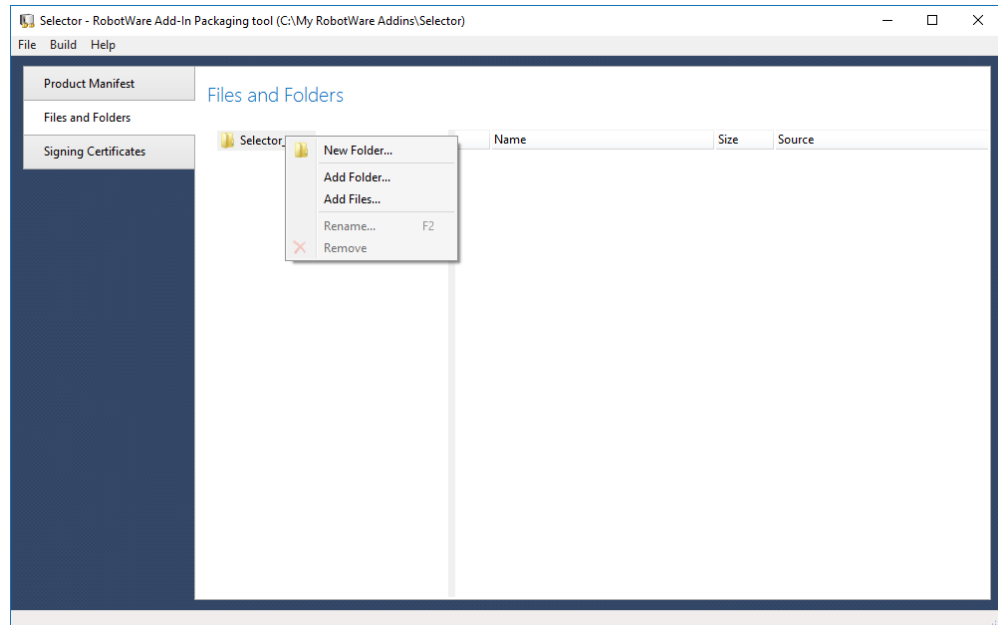 Selector - RobotWare Add-In Packaging tool (C:\My RobotWare Addins\Selector)
File Build Help
Product Manifest
Files and Folders
Signing Certificates
Files and Folders
Selector_
Name Size Source
New Folder...
Add Folder...
Add Files...
Rename... F2
Remove